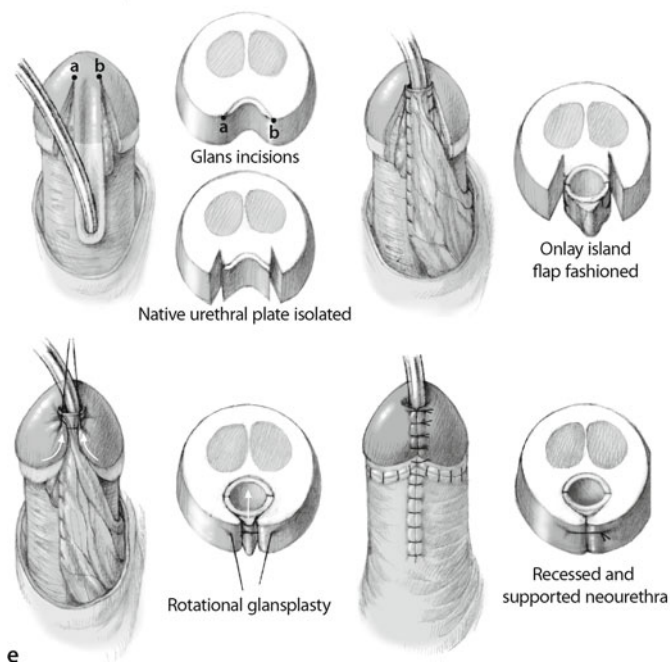 a b
a b
Glans incisions
Native urethral plate isolated
Onlay island
flap fashioned
Rotational glansplasty
Recessed and
supported neourethra
e